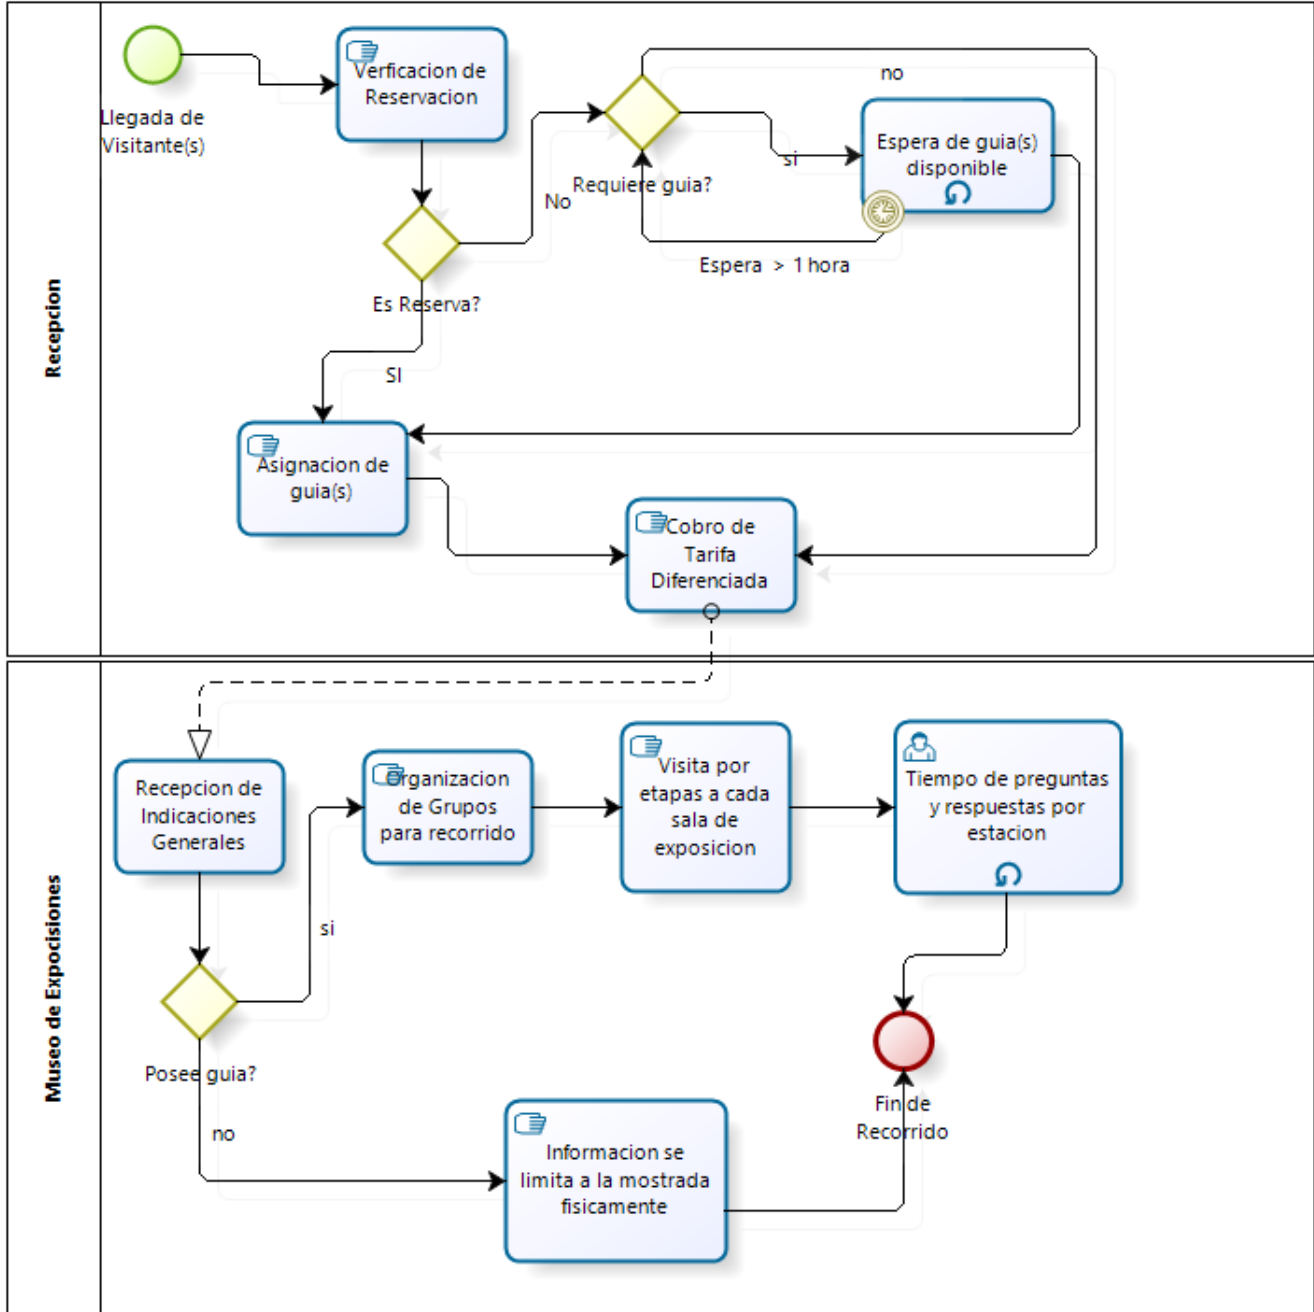 Recepcion
Llegada de
Visitante(s)
Verficacion de
Reservacion
Es Reserva?
No
SI
Requiere guia?
no
si
Espera de guia(s)
disponible
Espera > 1 hora
Asignacion de
guia(s)
Cobro de
Tarifa
Diferenciada
Museo de Expocisiones
Recepcion de
Indicaciones
Generales
Posee guia?
si
no
Organizacion
de Grupos
para recorrido
Visita por
etapas a cada
sala de
exposicion
Tiempo de preguntas
y respuestas por
estacion
Informacion se
limita a la mostrada
fisicamente
Fin de
Recorrido